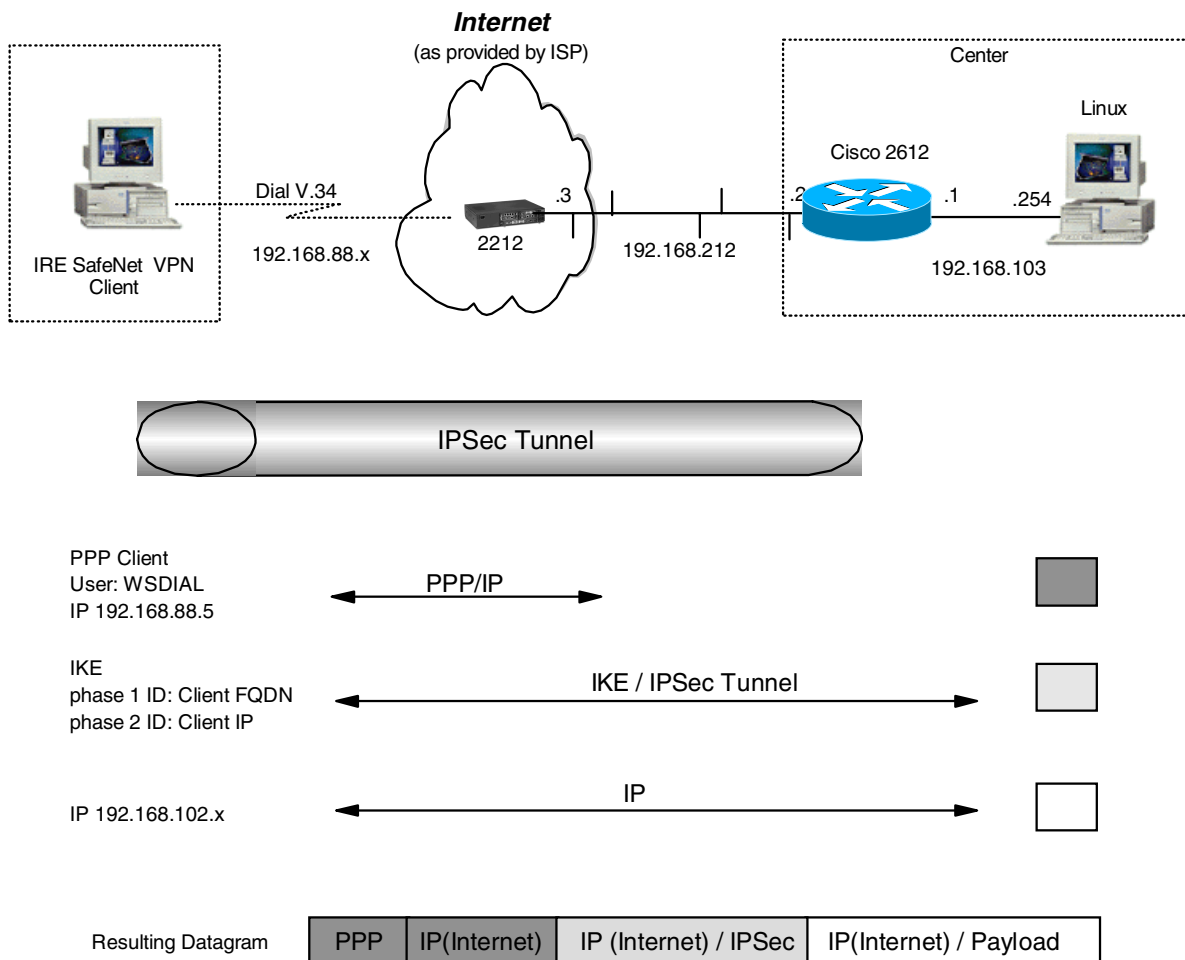 Internet
(as provided by ISP)
Center
Linux
Cisco 2612
Dial V.34
.3
.2
.1
.254
2212
192.168.88.x
192.168.212
192.168.103
IRE SafeNet VPN
Client
IPSec Tunnel
PPP Client
User: WSDIAL
IP 192.168.88.5
PPP/IP
IKE
phase 1 ID: Client FQDN
phase 2 ID: Client IP
IKE / IPSec Tunnel
IP 192.168.102.x
IP
Resulting Datagram
PPP
IP(Internet)
IP (Internet) / IPSec
IP(Internet) / Payload